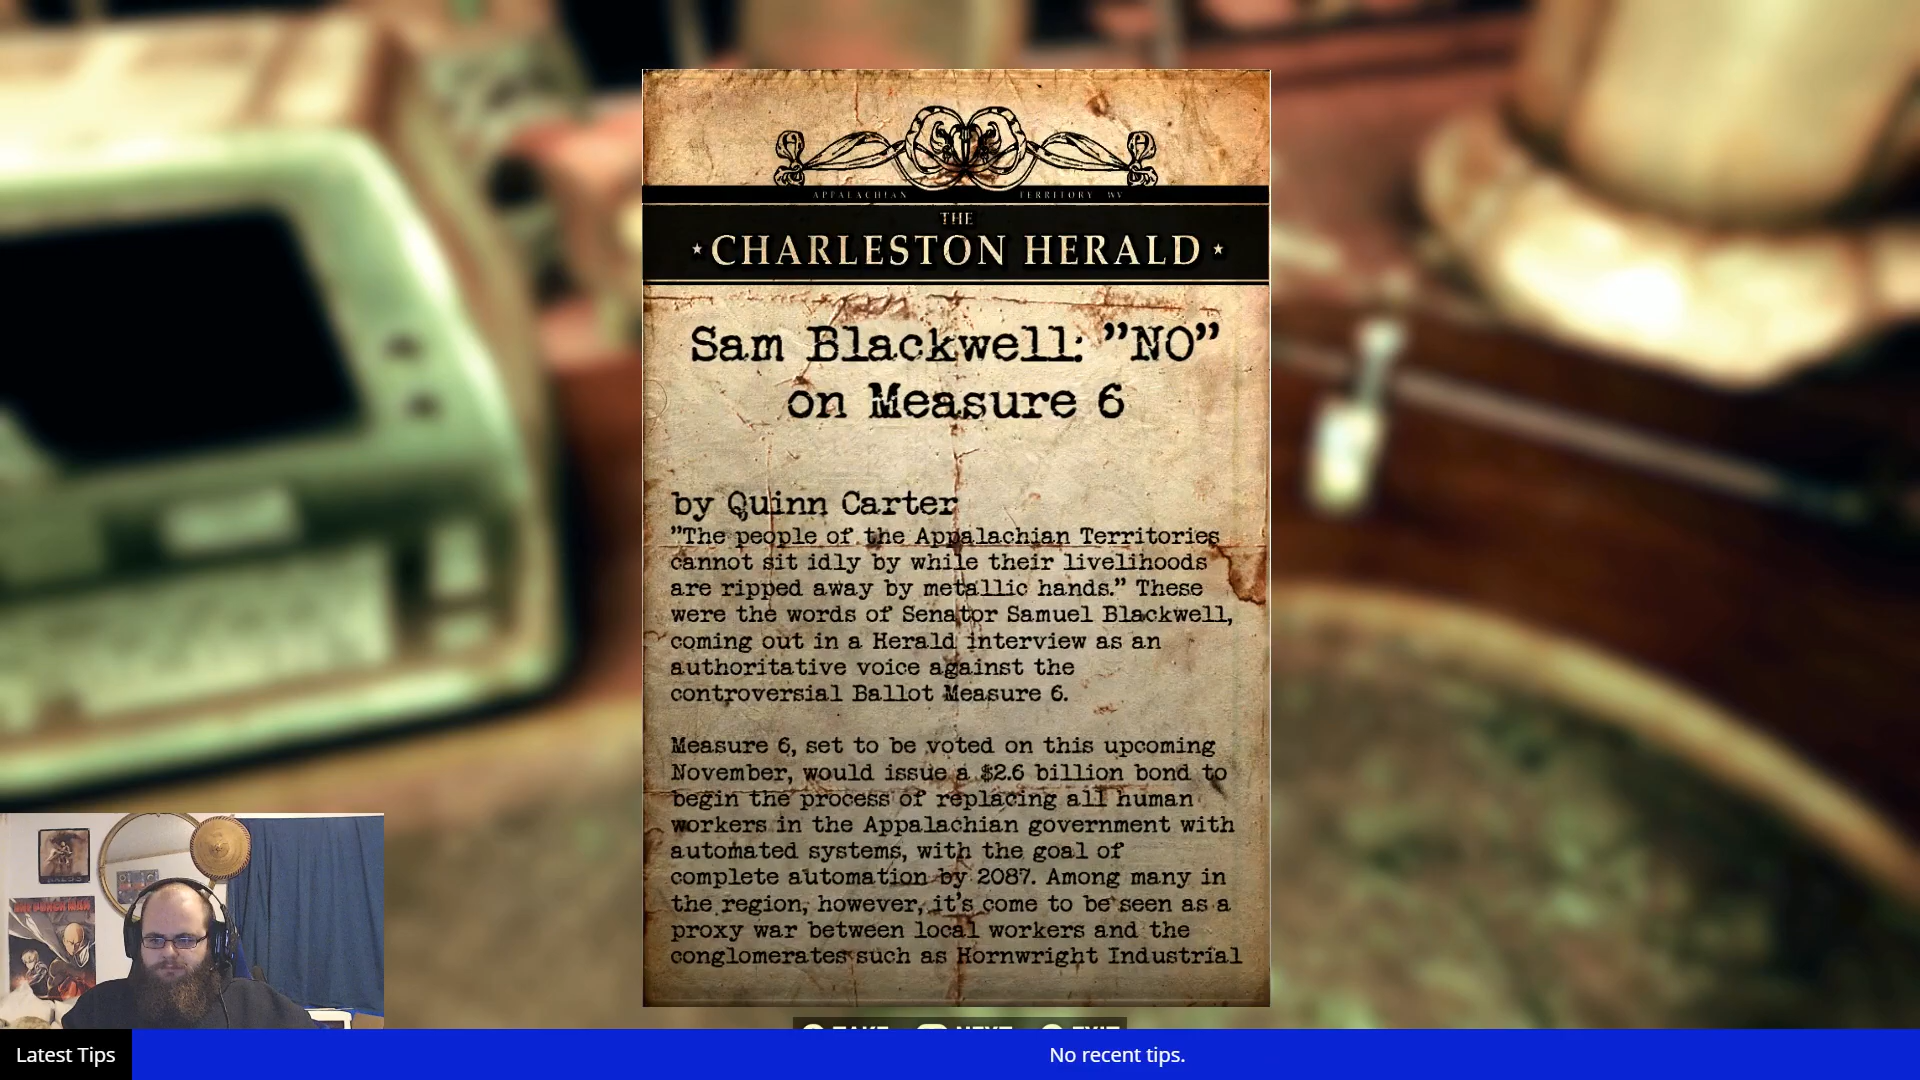 APPALACHIAN TERRITORY WV
THE
CHARLESTON HERALD
Sam Blackwell: "NO"
on Measure 6
by Quinn Carter
"The people of the Appalachian Territories
cannot sit idly by while their livelihoods
are ripped away by metallic hands." These
were the words of Senator Samuel Blackwell,
coming out in a Herald interview as an
authoritative voice against the
controversial Ballot Measure 6.
Measure 6, set to be voted on this upcoming
November, would issue a $2.6 billion bond to
begin the process of replacing all human
workers in the Appalachian government with
automated systems, with the goal of
complete automation by 2087. Among many in
the region, however, it's come to be seen as a
proxy war between local workers and the
conglomerates such as Hornwright Industrial
TAKE NEXT EXIT
Latest Tips
No recent tips.